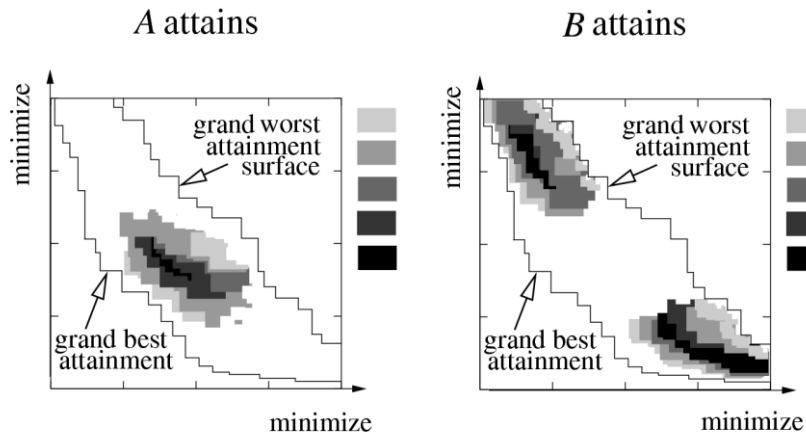 A attains
minimize
grand worst
attainment
surface
grand best
attainment
minimize
B attains
minimize
grand worst
attainment
surface
grand best
attainment
minimize